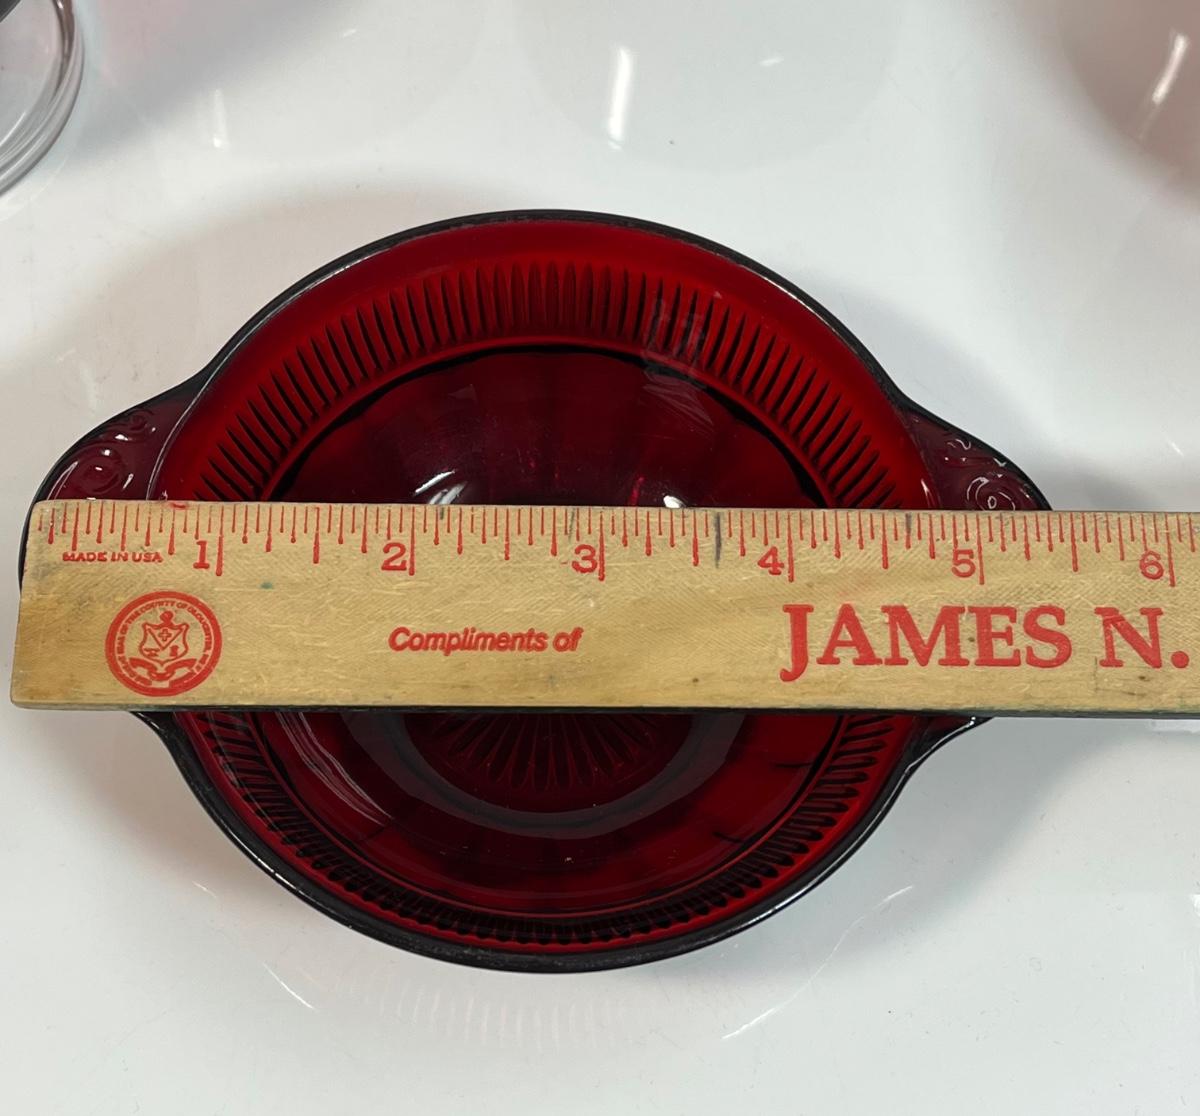 1 2 3 4 5 6
MADE IN USA
Compliments of
JAMES N.